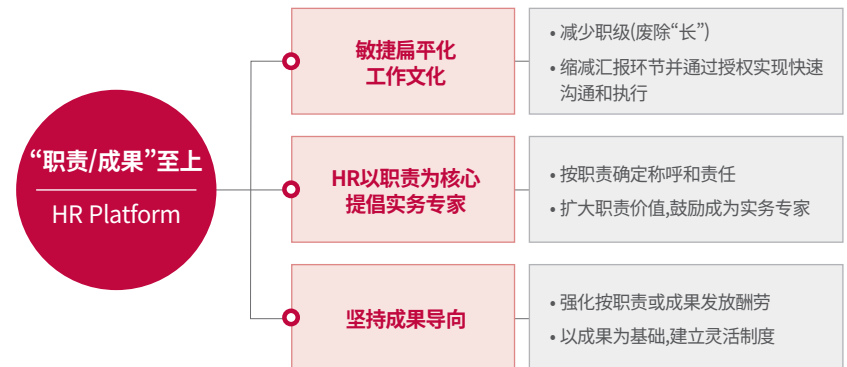 “职责/成果”至上
HR Platform
敏捷扁平化
工作文化
• 减少职级(废除“长”)
• 缩减汇报环节并通过授权实现快速
沟通和执行
HR以职责为核心
提倡实务专家
• 按职责确定称呼和责任
• 扩大职责价值,鼓励成为实务专家
坚持成果导向
• 强化按职责或成果发放酬劳
• 以成果为基础,建立灵活制度